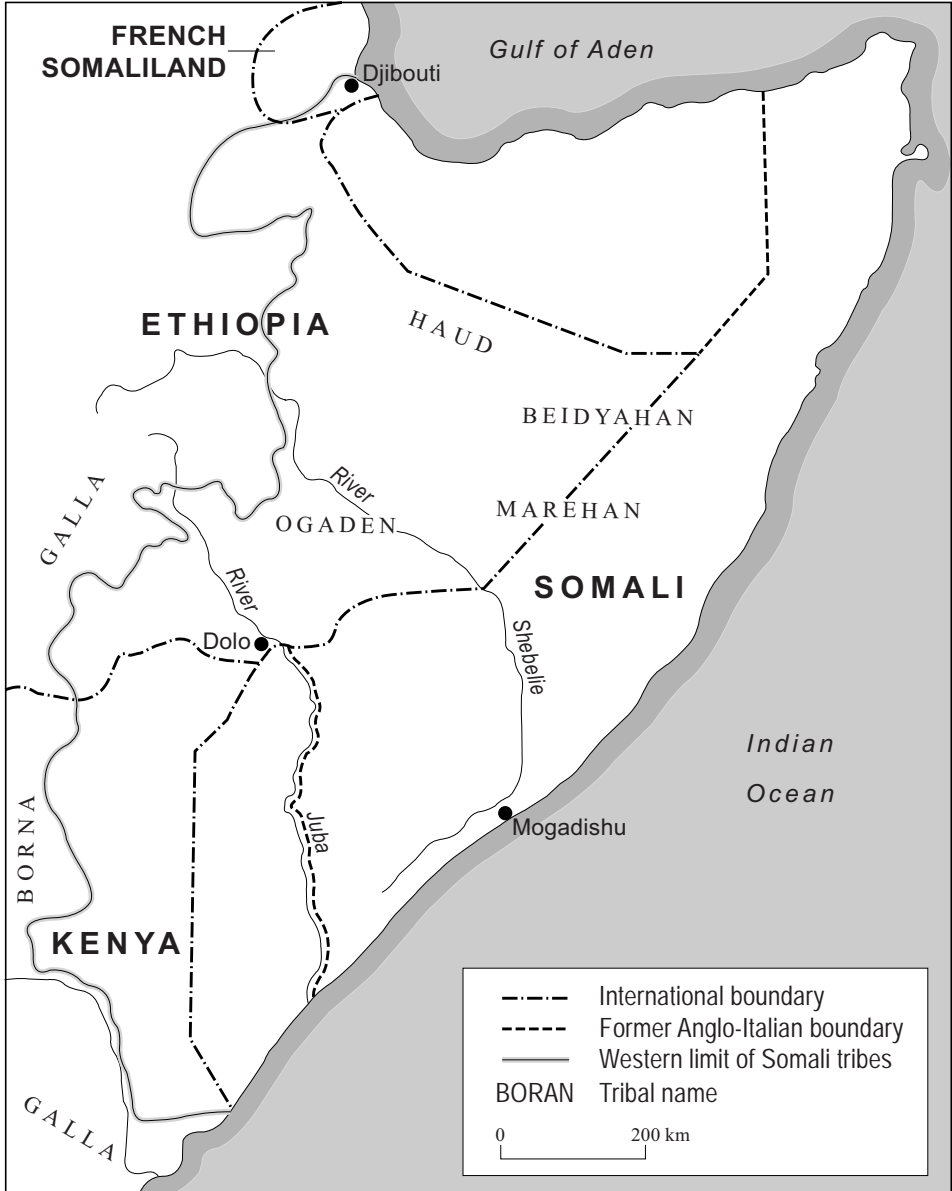 FRENCH
SOMALILAND
Gulf of Aden
Djibouti
ETHIOPIA
HAUD
BEIDYAHAN
GALLA
River
OGADEN
MAREHAN
River
SOMALI
Dolo
Shebelie
Indian
Ocean
BORNA
Juba
Mogadishu
KENYA
International boundary
Former Anglo-Italian boundary
Western limit of Somali tribes
BORAN Tribal name
0 200 km
GALLA